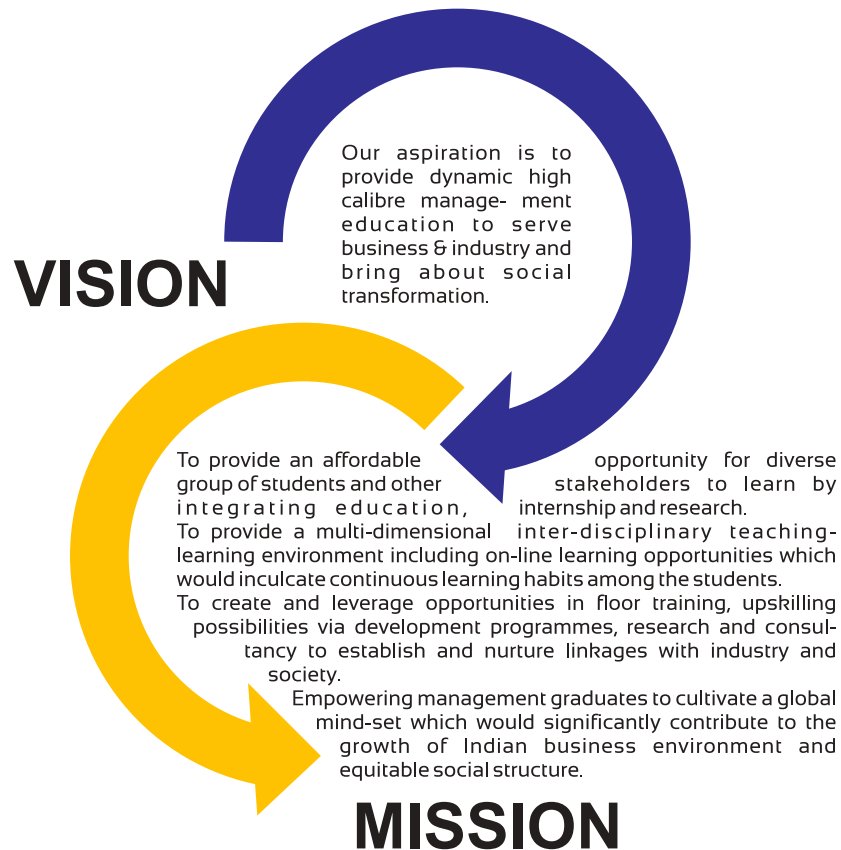 Our aspiration is to
provide dynamic high
calibre manage- ment
education to serve
business & industry and
bring about social
transformation.
VISION
To provide an affordable opportunity for diverse
group of students and other stakeholders to learn by
integrating education, internship and research.
To provide a multi-dimensional inter-disciplinary teaching-
learning environment including on-line learning opportunities which
would inculcate continuous learning habits among the students.
To create and leverage opportunities in floor training, upskilling
possibilities via development programmes, research and consul-
tancy to establish and nurture linkages with industry and
society.
Empowering management graduates to cultivate a global
mind-set which would significantly contribute to the
growth of Indian business environment and
equitable social structure.
MISSION